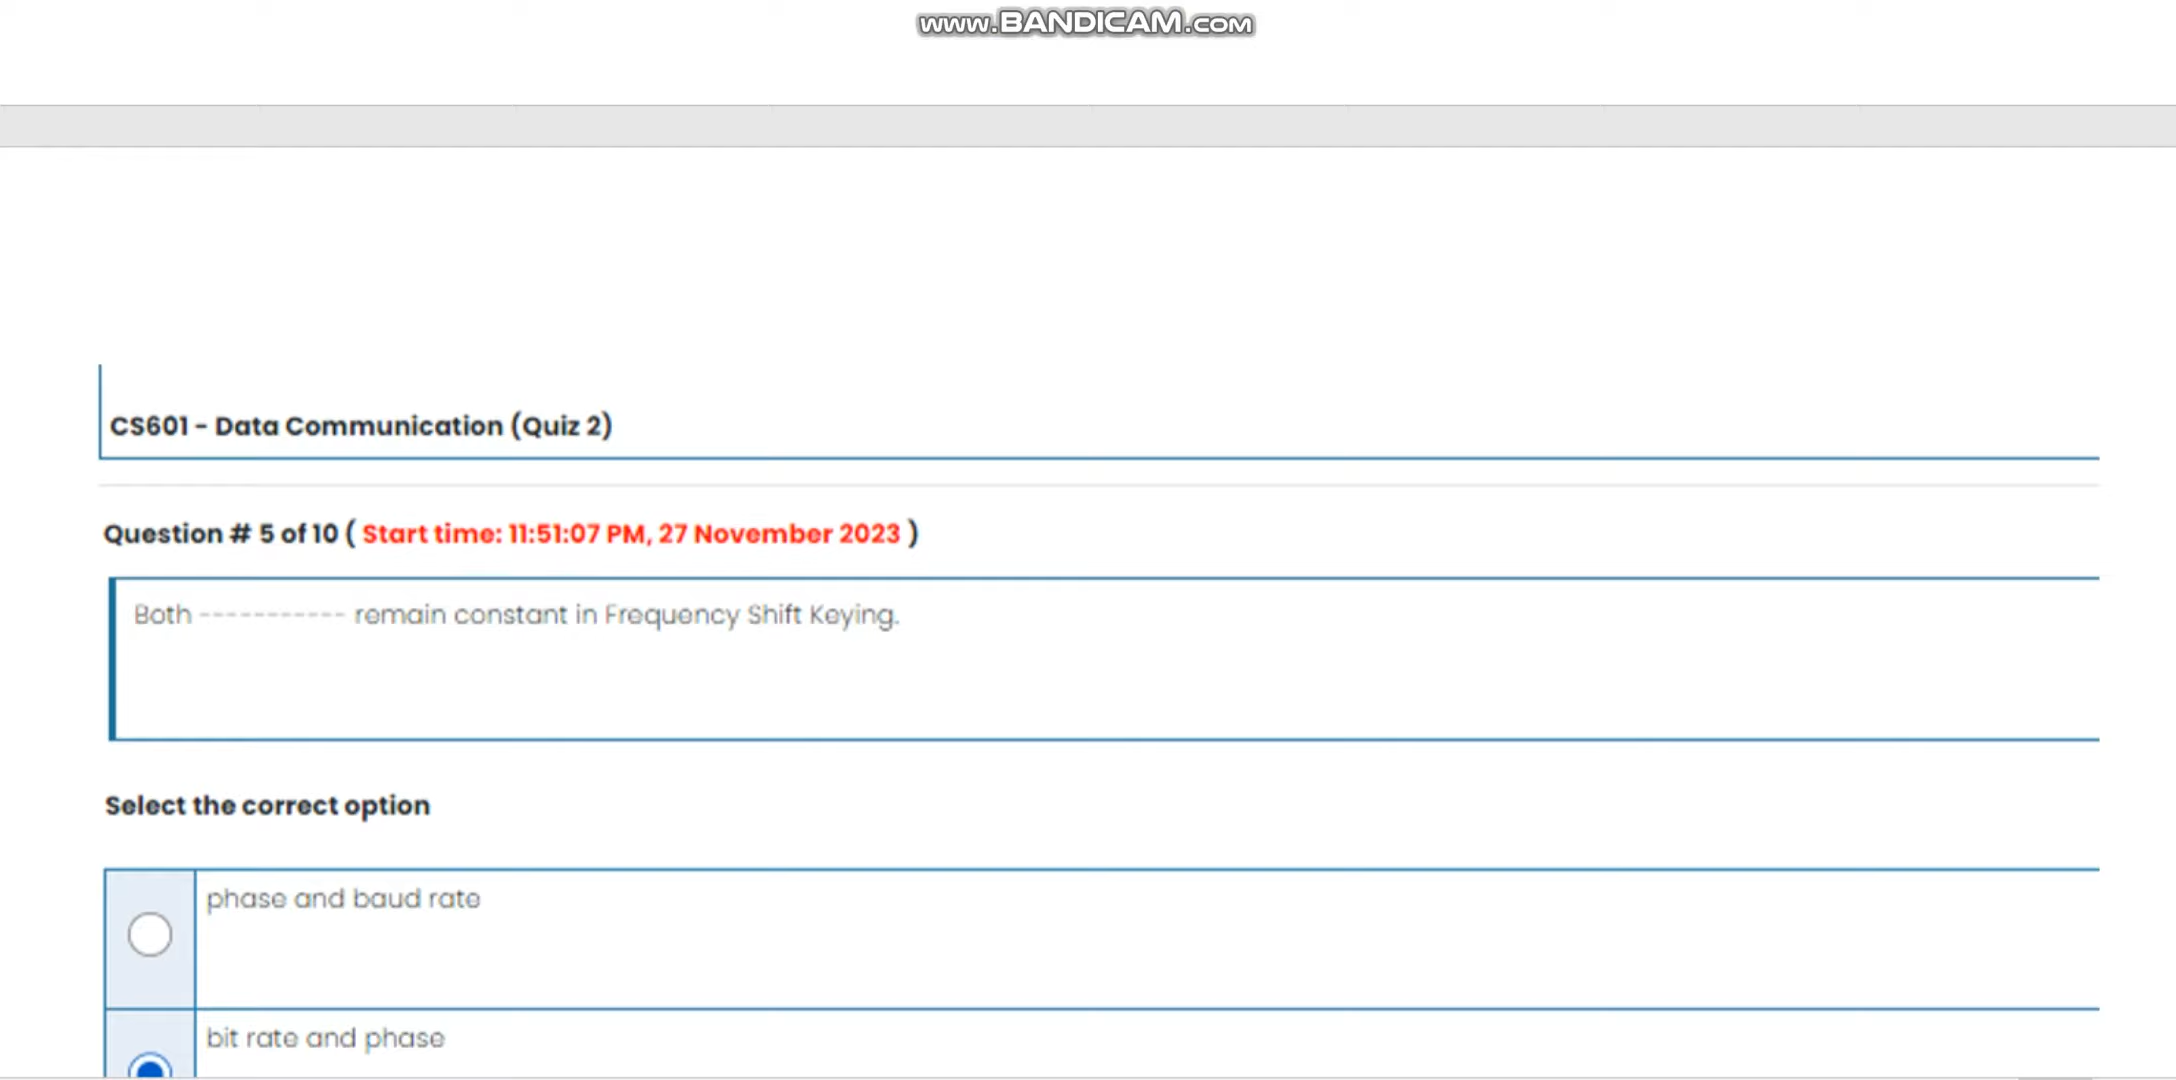 www.BANDICAM.com
CS601 - Data Communication (Quiz 2)
Question # 5 of 10 ( Start time: 11:51:07 PM, 27 November 2023 )
Both ----------- remain constant in Frequency Shift Keying.
Select the correct option
phase and baud rate
bit rate and phase